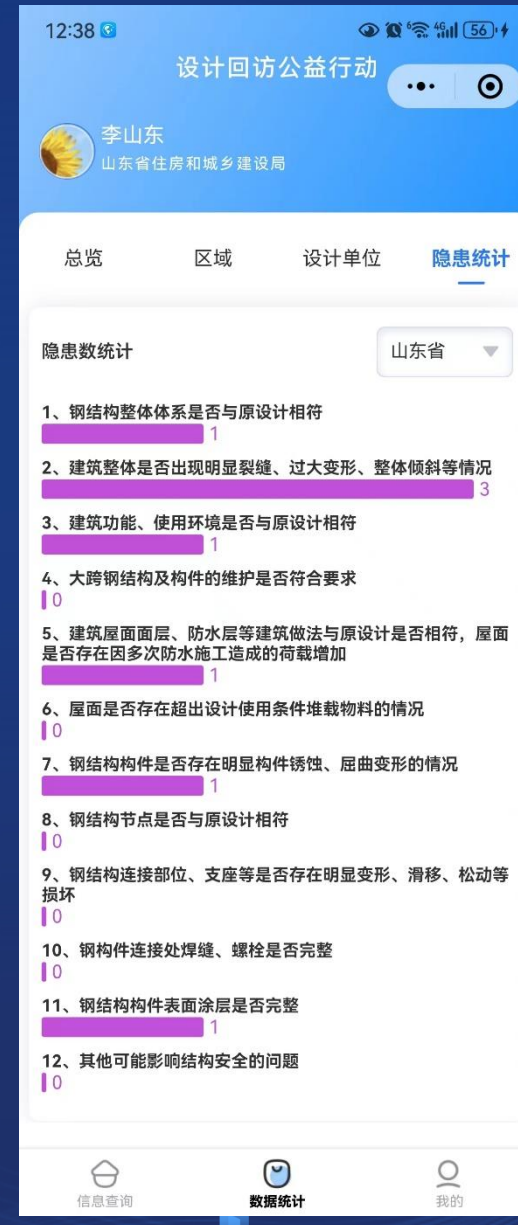 12:38
56
设计回访公益行动
李山东
山东省住房和城乡建设局
总览 区域 设计单位 隐患统计
隐患数统计 山东省
1、钢结构整体体系是否与原设计相符
1
2、建筑整体是否出现明显裂缝、过大变形、整体倾斜等情况
3
3、建筑功能、使用环境是否与原设计相符
1
4、大跨钢结构及构件的维护是否符合要求
0
5、建筑屋面面层、防水层等建筑做法与原设计是否相符，屋面
是否存在因多次防水施工造成的荷载增加
1
6、屋面是否存在超出设计使用条件堆载物料的情况
0
7、钢结构构件是否存在明显构件锈蚀、屈曲变形的情况
1
8、钢结构节点是否与原设计相符
0
9、钢结构连接部位、支座等是否存在明显变形、滑移、松动等
损坏
0
10、钢构件连接处焊缝、螺栓是否完整
0
11、钢结构构件表面涂层是否完整
1
12、其他可能影响结构安全的问题
0
信息查询 数据统计 我的